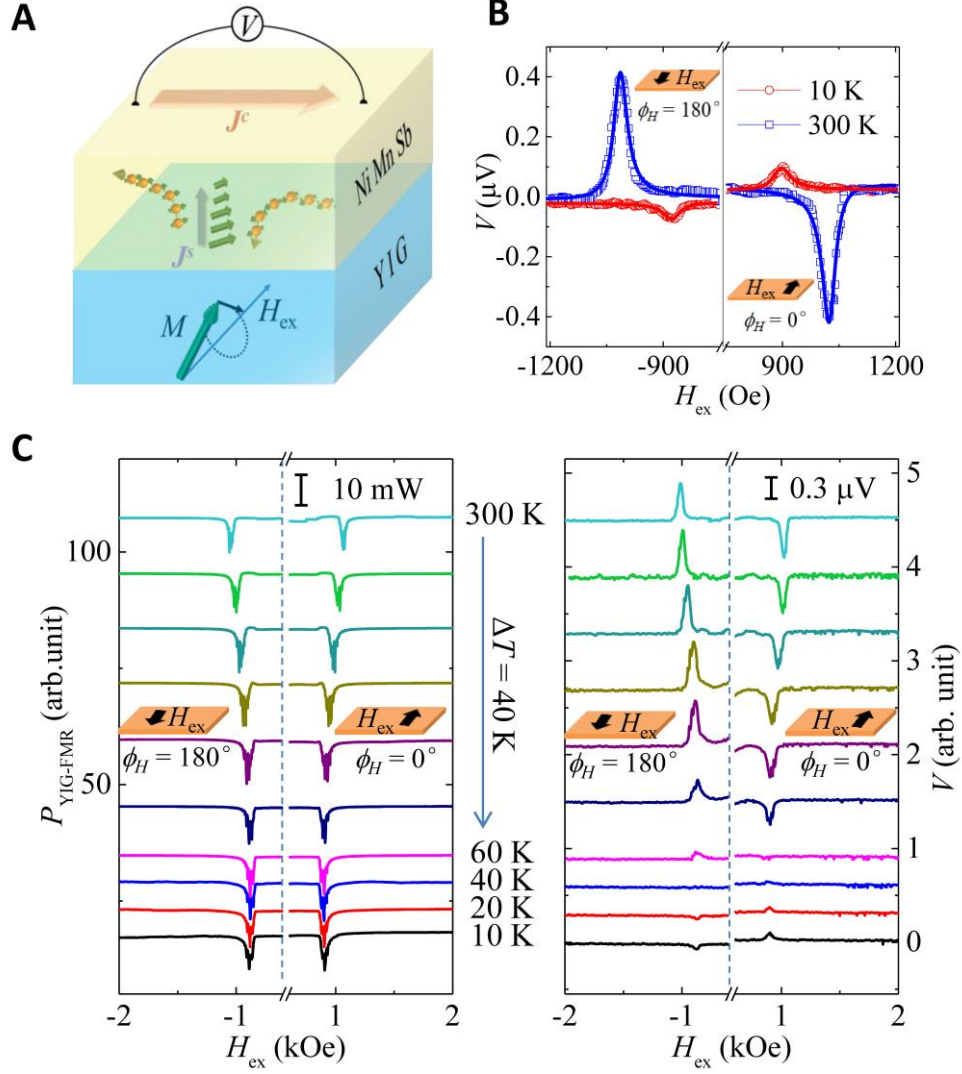 A
V
J^c
Ni Mn Sb
J^s
YIG
M
H_ex
B
0.4
0.2
0.0
-0.2
-0.4
V (μV)
H_ex
ϕ_H = 180°
10 K
300 K
H_ex
ϕ_H = 0°
-1200 -900 900 1200
H_ex (Oe)
C
10 mW
100
50
P_YIG-FMR (arb.unit)
H_ex
ϕ_H = 180°
H_ex
ϕ_H = 0°
-2 -1 1 2
H_ex (kOe)
300 K
ΔT = 40 K
60 K
40 K
20 K
10 K
0.3 μV
5
4
3
2
1
0
V (arb. unit)
H_ex
ϕ_H = 180°
H_ex
ϕ_H = 0°
-2 -1 1 2
H_ex (kOe)